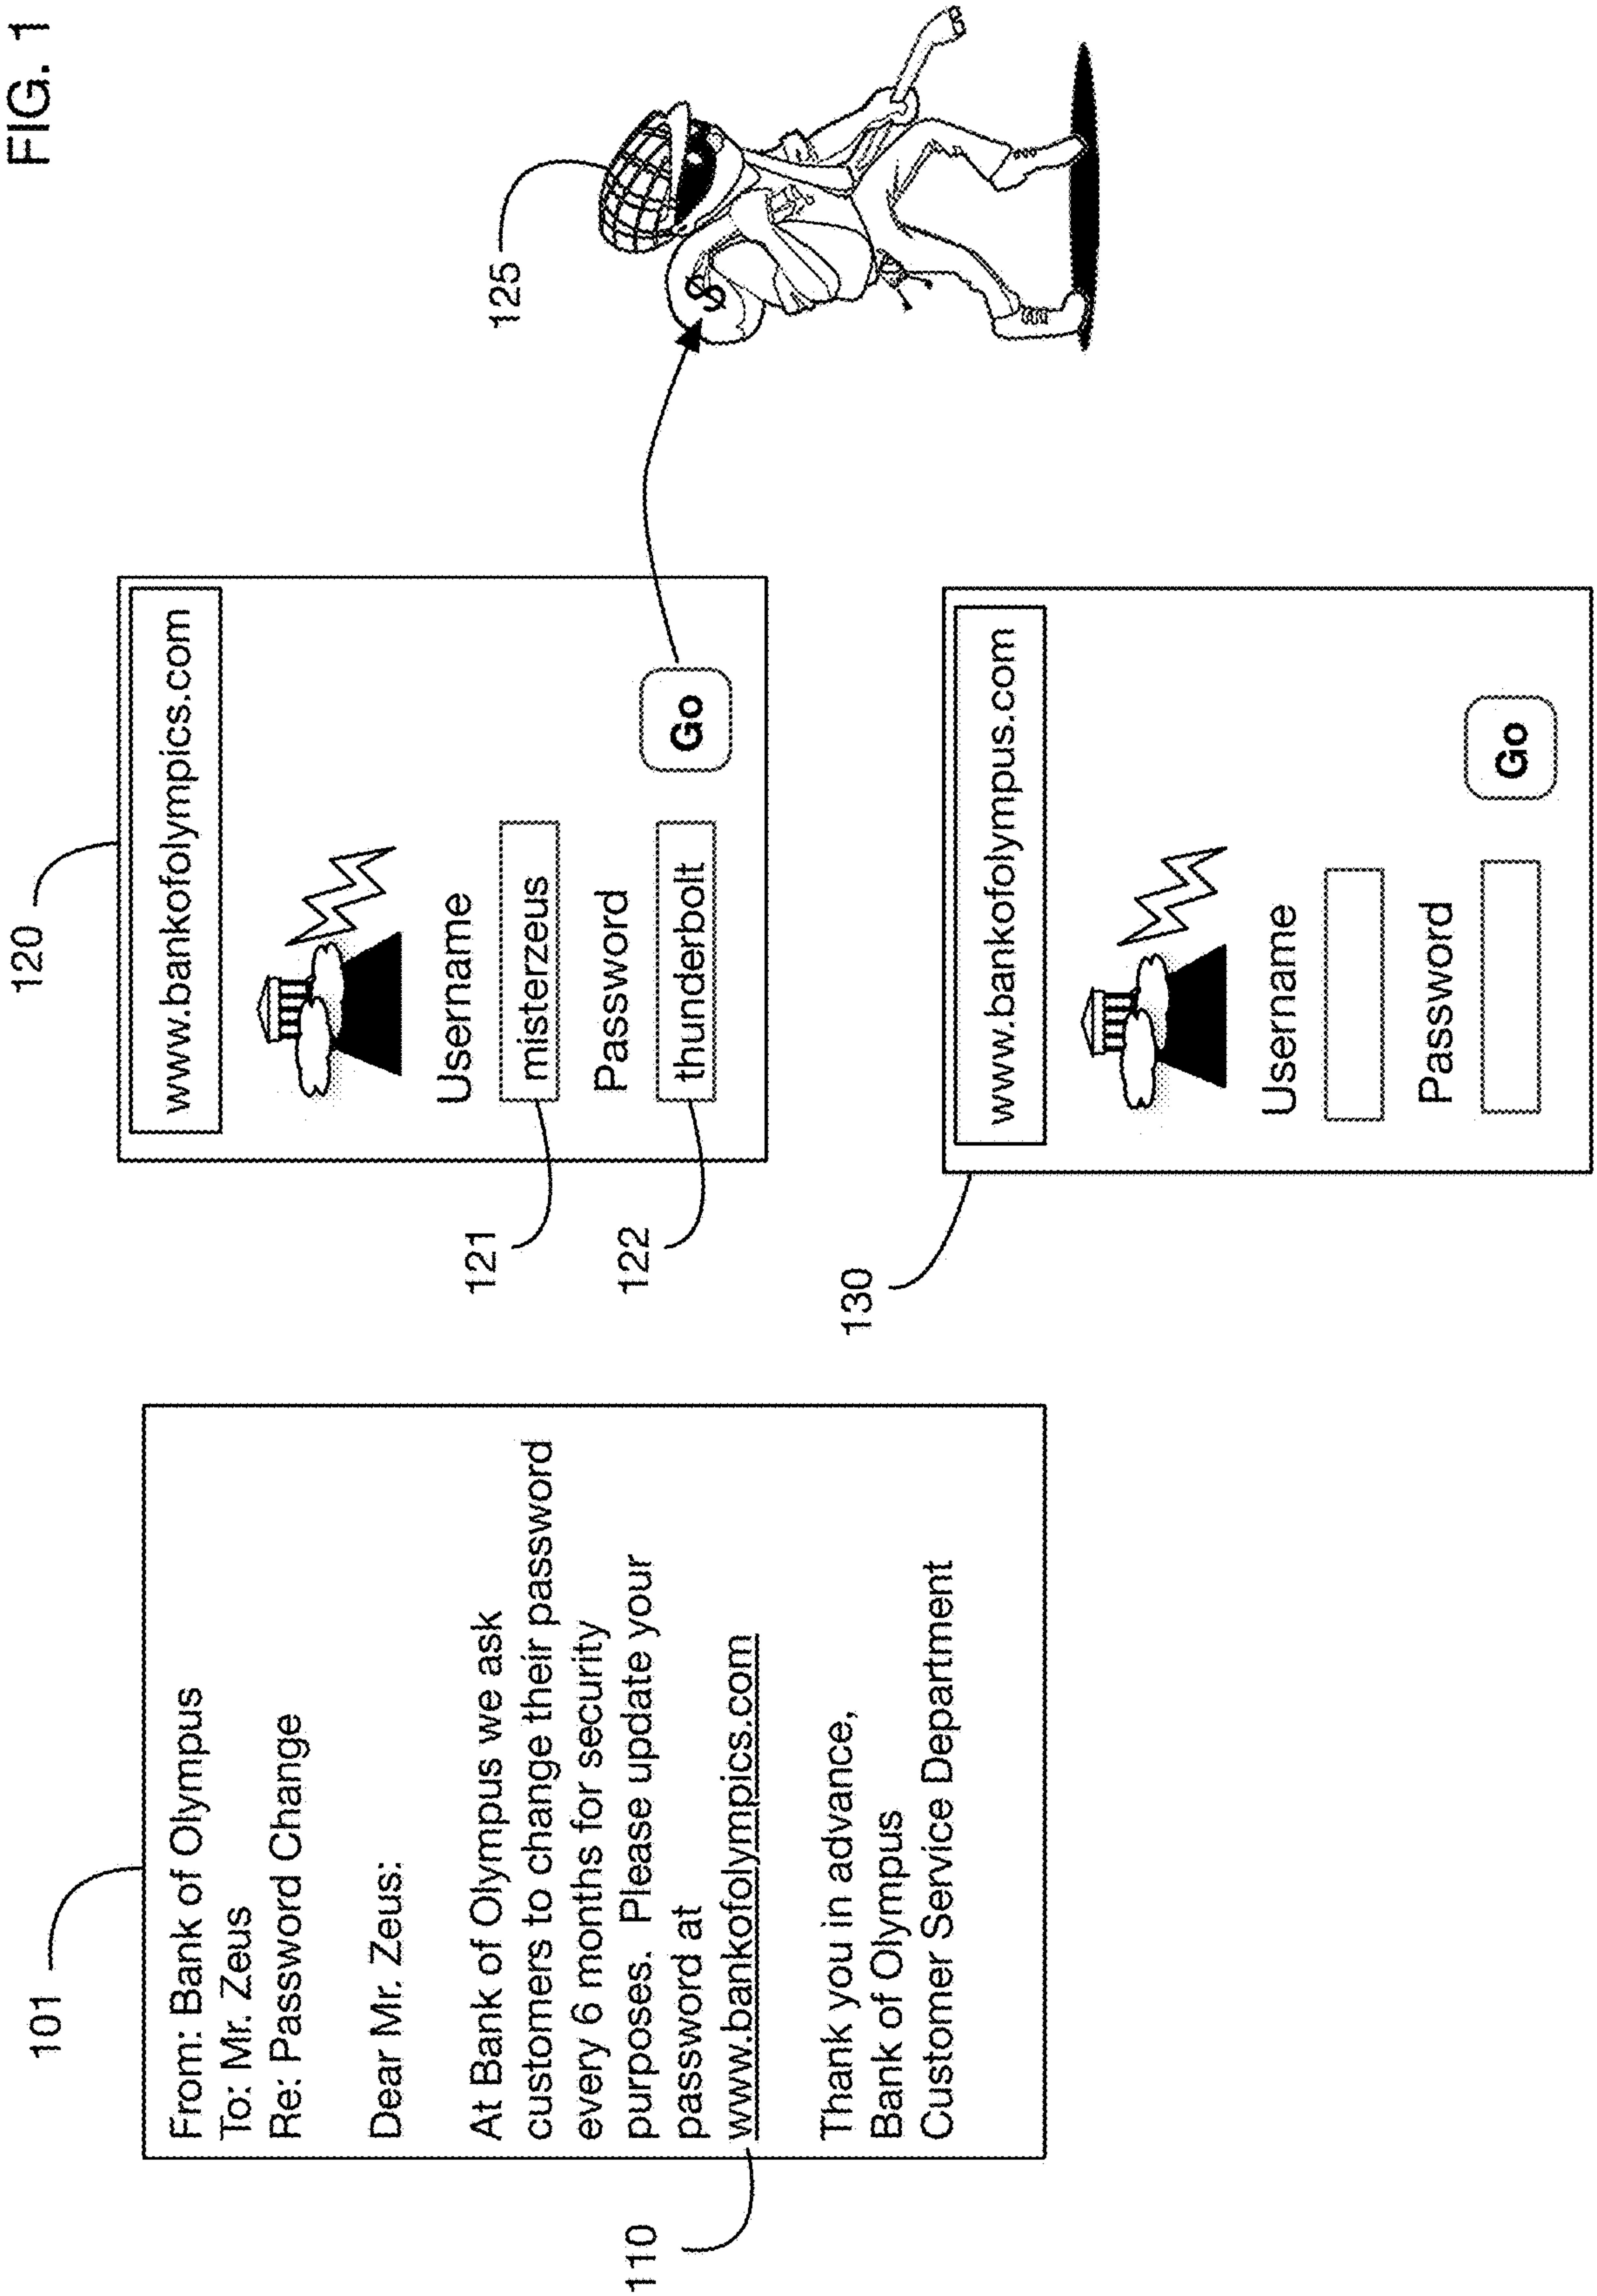 FIG. 1
101
From: Bank of Olympus
To: Mr. Zeus
Re: Password Change
Dear Mr. Zeus:
At Bank of Olympus we ask
customers to change their password
every 6 months for security
purposes.  Please update your
password at
www.bankofolympics.com
Thank you in advance,
Bank of Olympus
Customer Service Department
110
120
www.bankofolympics.com
Username
misterzeus
Password
thunderbolt
Go
121
122
125
$
130
www.bankofolympus.com
Username
Password
Go